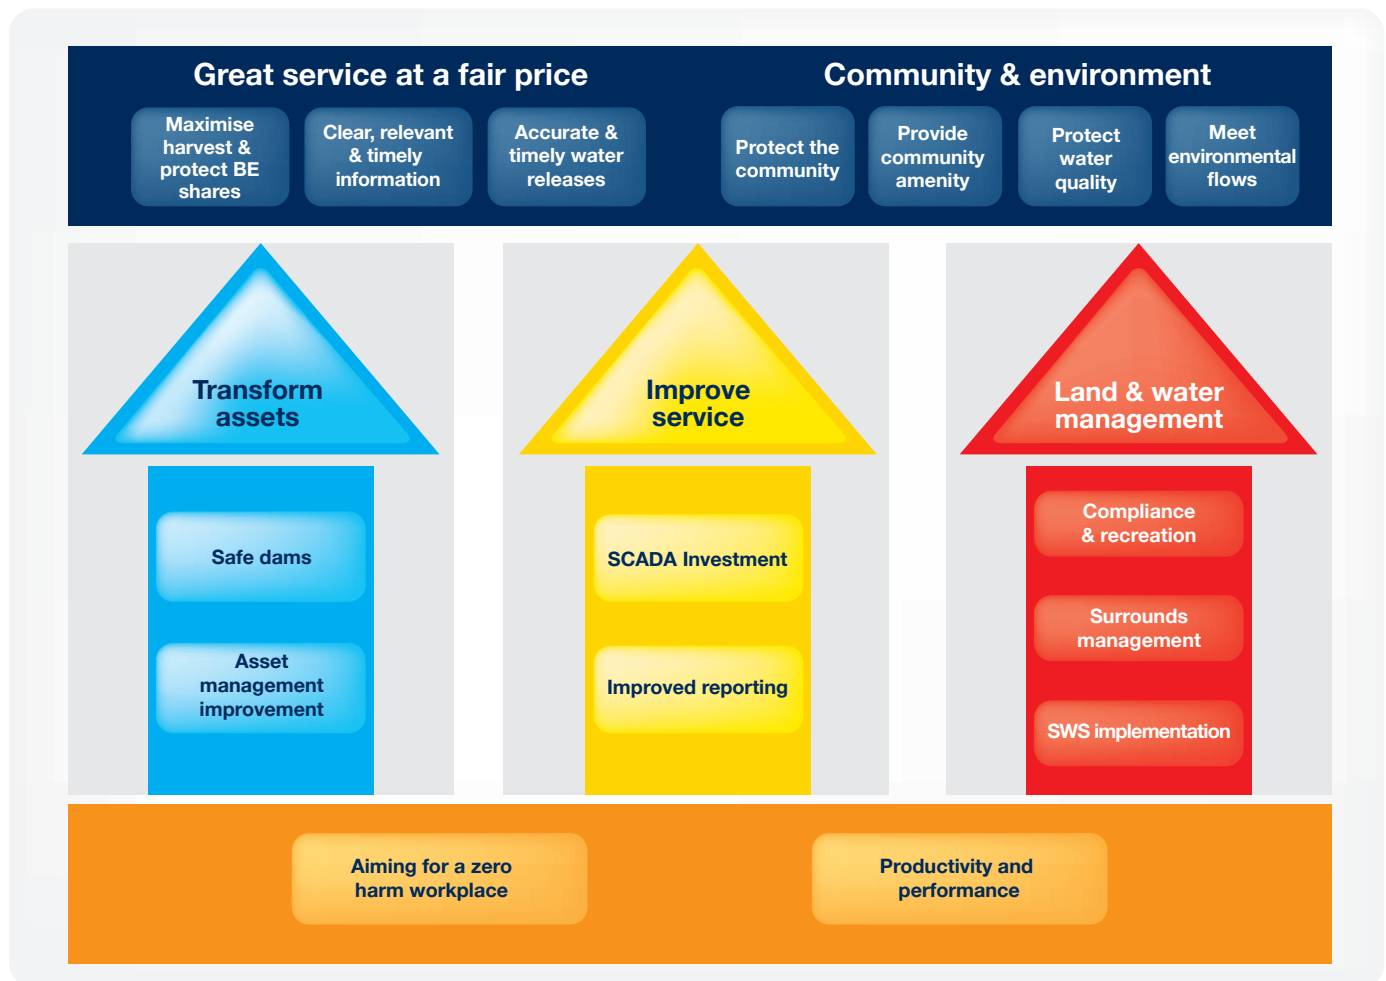 Great service at a fair price
Maximise
harvest &
protect BE
shares
Clear, relevant
& timely
information
Accurate &
timely water
releases
Community & environment
Protect the
community
Provide
community
amenity
Protect
water
quality
Meet
environmental
flows
Transform
assets
Safe dams
Asset
management
improvement
Improve
service
SCADA Investment
Improved reporting
Land & water
management
Compliance
& recreation
Surrounds
management
SWS implementation
Aiming for a zero
harm workplace
Productivity and
performance